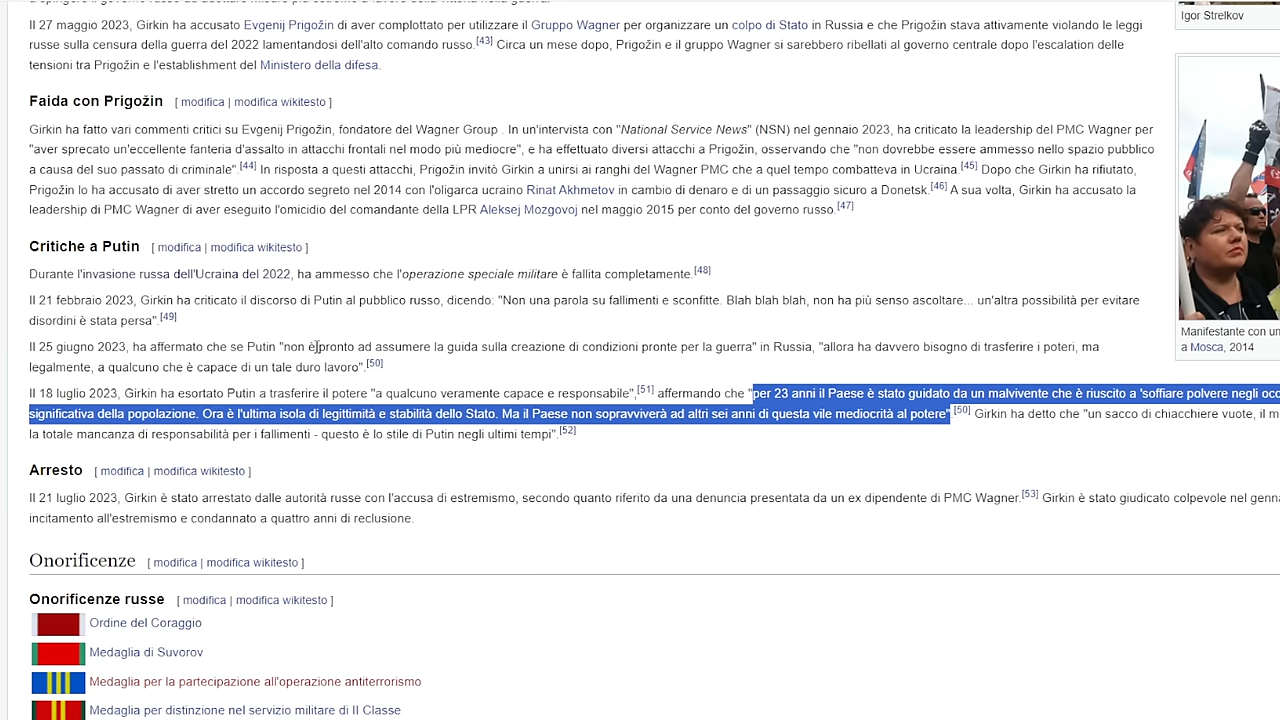 Il 27 maggio 2023, Girkin ha accusato Evgenij Prigožin di aver complottato per utilizzare il Gruppo Wagner per organizzare un colpo di Stato in Russia e che Prigožin stava attivamente violando le leggi
russe sulla censura della guerra del 2022 lamentandosi dell'alto comando russo.[43] Circa un mese dopo, Prigožin e il gruppo Wagner si sarebbero ribellati al governo centrale dopo l'escalation delle
tensioni tra Prigožin e l'establishment del Ministero della difesa.
Faida con Prigožin [ modifica | modifica wikitesto ]
Girkin ha fatto vari commenti critici su Evgenij Prigožin, fondatore del Wagner Group . In un'intervista con "National Service News" (NSN) nel gennaio 2023, ha criticato la leadership del PMC Wagner per
"aver sprecato un'eccellente fanteria d'assalto in attacchi frontali nel modo più mediocre", e ha effettuato diversi attacchi a Prigožin, osservando che "non dovrebbe essere ammesso nello spazio pubblico
a causa del suo passato di criminale".[44] In risposta a questi attacchi, Prigožin invitò Girkin a unirsi ai ranghi del Wagner PMC che a quel tempo combatteva in Ucraina.[45] Dopo che Girkin ha rifiutato,
Prigožin lo ha accusato di aver stretto un accordo segreto nel 2014 con l'oligarca ucraino Rinat Akhmetov in cambio di denaro e di un passaggio sicuro a Donetsk.[46] A sua volta, Girkin ha accusato la
leadership di PMC Wagner di aver eseguito l'omicidio del comandante della LPR Aleksej Mozgovoj nel maggio 2015 per conto del governo russo.[47]
Critiche a Putin [ modifica | modifica wikitesto ]
Durante l'invasione russa dell'Ucraina del 2022, ha ammesso che l'operazione speciale militare è fallita completamente.[48]
Il 21 febbraio 2023, Girkin ha criticato il discorso di Putin al pubblico russo, dicendo: "Non una parola su fallimenti e sconfitte. Blah blah blah, non ha più senso ascoltare... un'altra possibilità per evitare
disordini è stata persa".[49]
Il 25 giugno 2023, ha affermato che se Putin "non è pronto ad assumere la guida sulla creazione di condizioni pronte per la guerra" in Russia, "allora ha davvero bisogno di trasferire i poteri, ma
legalmente, a qualcuno che è capace di un tale duro lavoro".[50]
Il 18 luglio 2023, Girkin ha esortato Putin a trasferire il potere "a qualcuno veramente capace e responsabile",[51] affermando che "per 23 anni il Paese è stato guidato da un malvivente che è riuscito a 'soffiare polvere negli
significativa della popolazione. Ora è l'ultima isola di legittimità e stabilità dello Stato. Ma il Paese non sopravviverà ad altri sei anni di questa vile mediocrità al potere" [50] Girkin ha detto che "un sacco di chiacchiere vuote, il
la totale mancanza di responsabilità per i fallimenti - questo è lo stile di Putin negli ultimi tempi".[52]
Arresto [ modifica | modifica wikitesto ]
Il 21 luglio 2023, Girkin è stato arrestato dalle autorità russe con l'accusa di estremismo, secondo quanto riferito da una denuncia presentata da un ex dipendente di PMC Wagner.[53] Girkin è stato giudicato colpevole nel
incitamento all'estremismo e condannato a quattro anni di reclusione.
Onorificenze [ modifica | modifica wikitesto ]
Onorificenze russe [ modifica | modifica wikitesto ]
Ordine del Coraggio
Medaglia di Suvorov
Medaglia per la partecipazione all'operazione antiterrorismo
Medaglia per distinzione nel servizio militare di II Classe
Igor Strelkov
Manifestante con
a Mosca, 2014